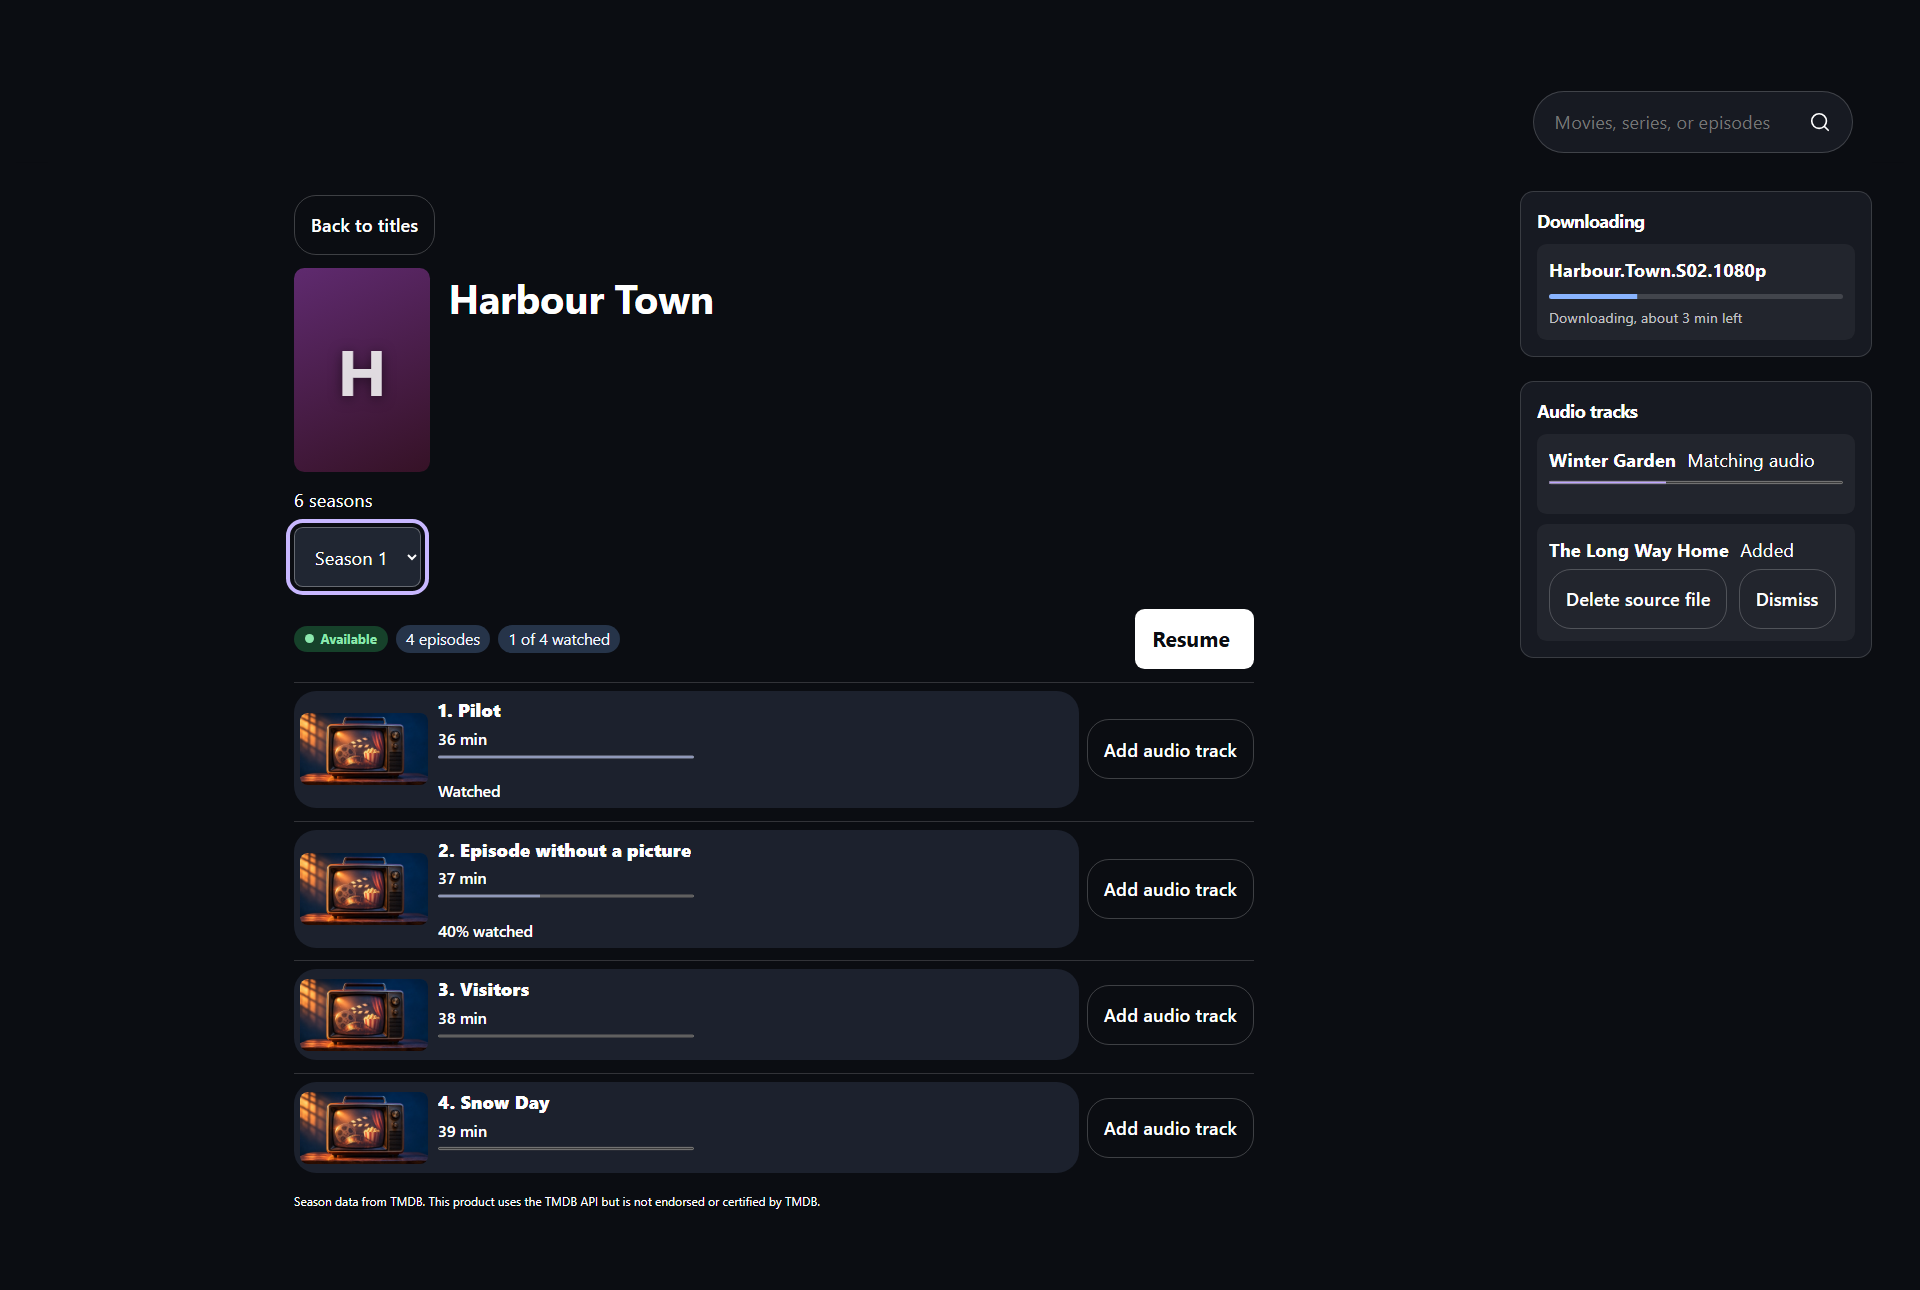 Movies, series, or episodes
Back to titles
H
Harbour Town
6 seasons
Season 1
Available
4 episodes
1 of 4 watched
Resume
1. Pilot
36 min
Watched
Add audio track
2. Episode without a picture
37 min
40% watched
Add audio track
3. Visitors
38 min
Add audio track
4. Snow Day
39 min
Add audio track
Season data from TMDB. This product uses the TMDB API but is not endorsed or certified by TMDB.
Downloading
Harbour.Town.S02.1080p
Downloading, about 3 min left
Audio tracks
Winter Garden Matching audio
The Long Way Home Added
Delete source file
Dismiss